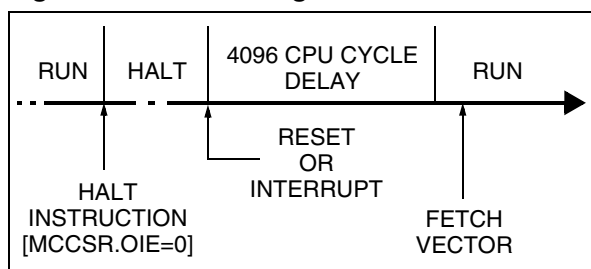 RUN
HALT
4096 CPU CYCLE
DELAY
RUN
RESET
OR
INTERRUPT
HALT
INSTRUCTION
[MCCSR.OIE=0]
FETCH
VECTOR